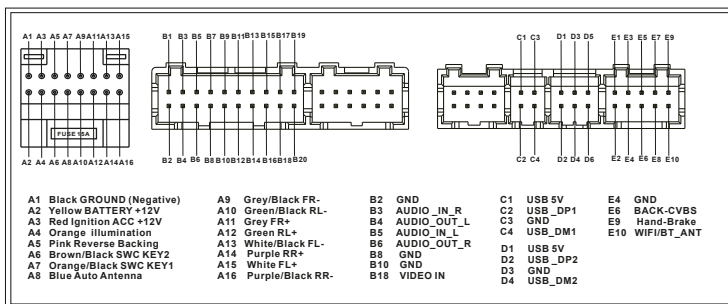 A1 A3 A5 A7 A9 A11 A13 A15
B1 B3 B5 B7 B9 B11 B13 B15 B17 B19
C1 C3 D1 D3 D5 E1 E3 E5 E7 E9
FUSE 15A
A2 A4 A6 A8 A10 A12 A14 A16
B2 B4 B6 B8 B10 B12 B14 B16 B18 B20
C2 C4 D2 D4 D6 E2 E4 E6 E8 E10
A1 Black GROUND (Negative)
A2 Yellow BATTERY +12V
A3 Red Ignition ACC +12V
A4 Orange illumination
A5 Pink Reverse Backing
A6 Brown/Black SWC KEY2
A7 Orange/Black SWC KEY1
A8 Blue Auto Antenna
A9 Grey/Black FR-
A10 Green/Black RL-
A11 Grey FR+
A12 Green RL+
A13 White/Black FL-
A14 Purple RR+
A15 White FL+
A16 Purple/Black RR-
B2 GND
B3 AUDIO_IN_R
B4 AUDIO_OUT_L
B5 AUDIO_IN_L
B6 AUDIO_OUT_R
B8 GND
B10 GND
B18 VIDEO IN
C1 USB 5V
C2 USB_DP1
C3 GND
C4 USB_DM1
D1 USB 5V
D2 USB_DP2
D3 GND
D4 USB_DM2
E4 GND
E6 BACK-CVBS
E9 Hand-Brake
E10 WIFI/BT_ANT